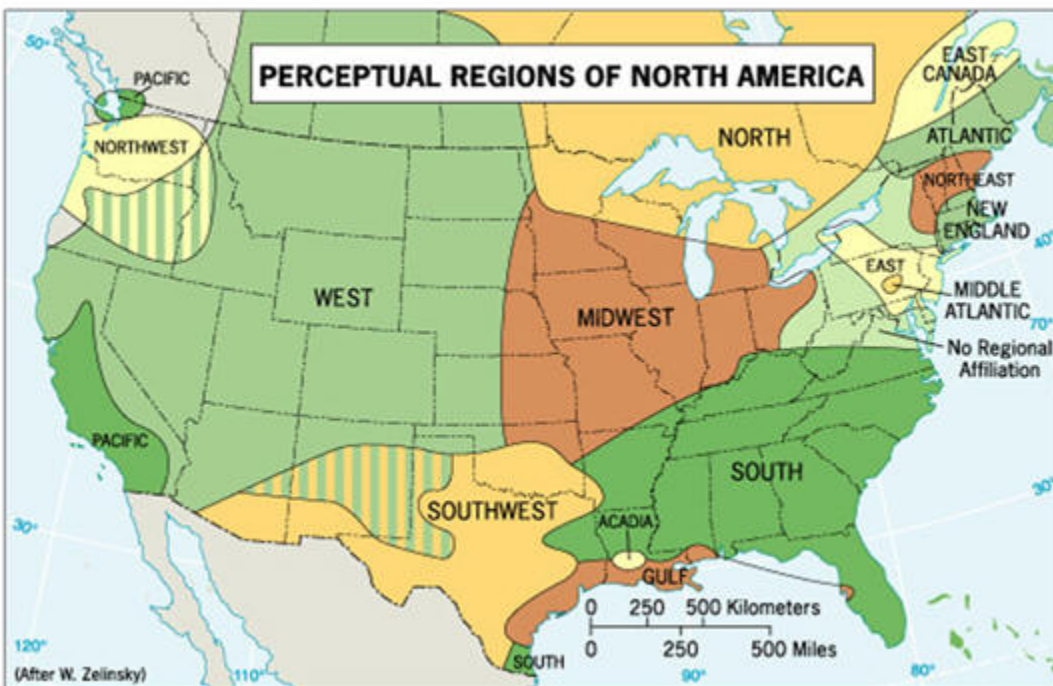 PERCEPTUAL REGIONS OF NORTH AMERICA
50°
PACIFIC
NORTHWEST
EAST
CANADA
NORTH
ATLANTIC
NORTHEAST
NEW
ENGLAND
40°
EAST
MIDDLE
ATLANTIC
70°
No Regional
Affiliation
WEST
MIDWEST
PACIFIC
SOUTH
30°
SOUTHWEST
ACADIA
30°
GULF
0 250 500 Kilometers
0 250 500 Miles
SOUTH
120°
(After W. Zelinsky)
110°
90°
80°